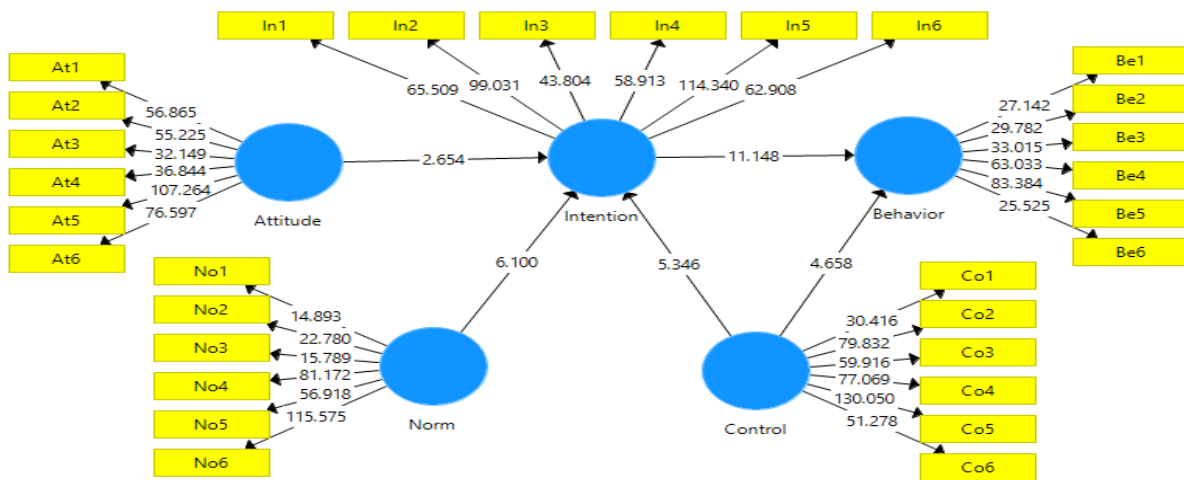 In1
In2
In3
In4
In5
In6
65.509
99.031
43.804
58.913
114.340
62.908
At1
At2
At3
At4
At5
At6
56.865
55.225
32.149
36.844
107.264
76.597
Attitude
2.654
Intention
11.148
Behavior
Be1
Be2
Be3
Be4
Be5
Be6
27.142
29.782
33.015
63.033
83.384
25.525
6.100
5.346
4.658
No1
No2
No3
No4
No5
No6
14.893
22.780
15.789
81.172
56.918
115.575
Norm
Control
30.416
79.832
59.916
77.069
130.050
51.278
Co1
Co2
Co3
Co4
Co5
Co6